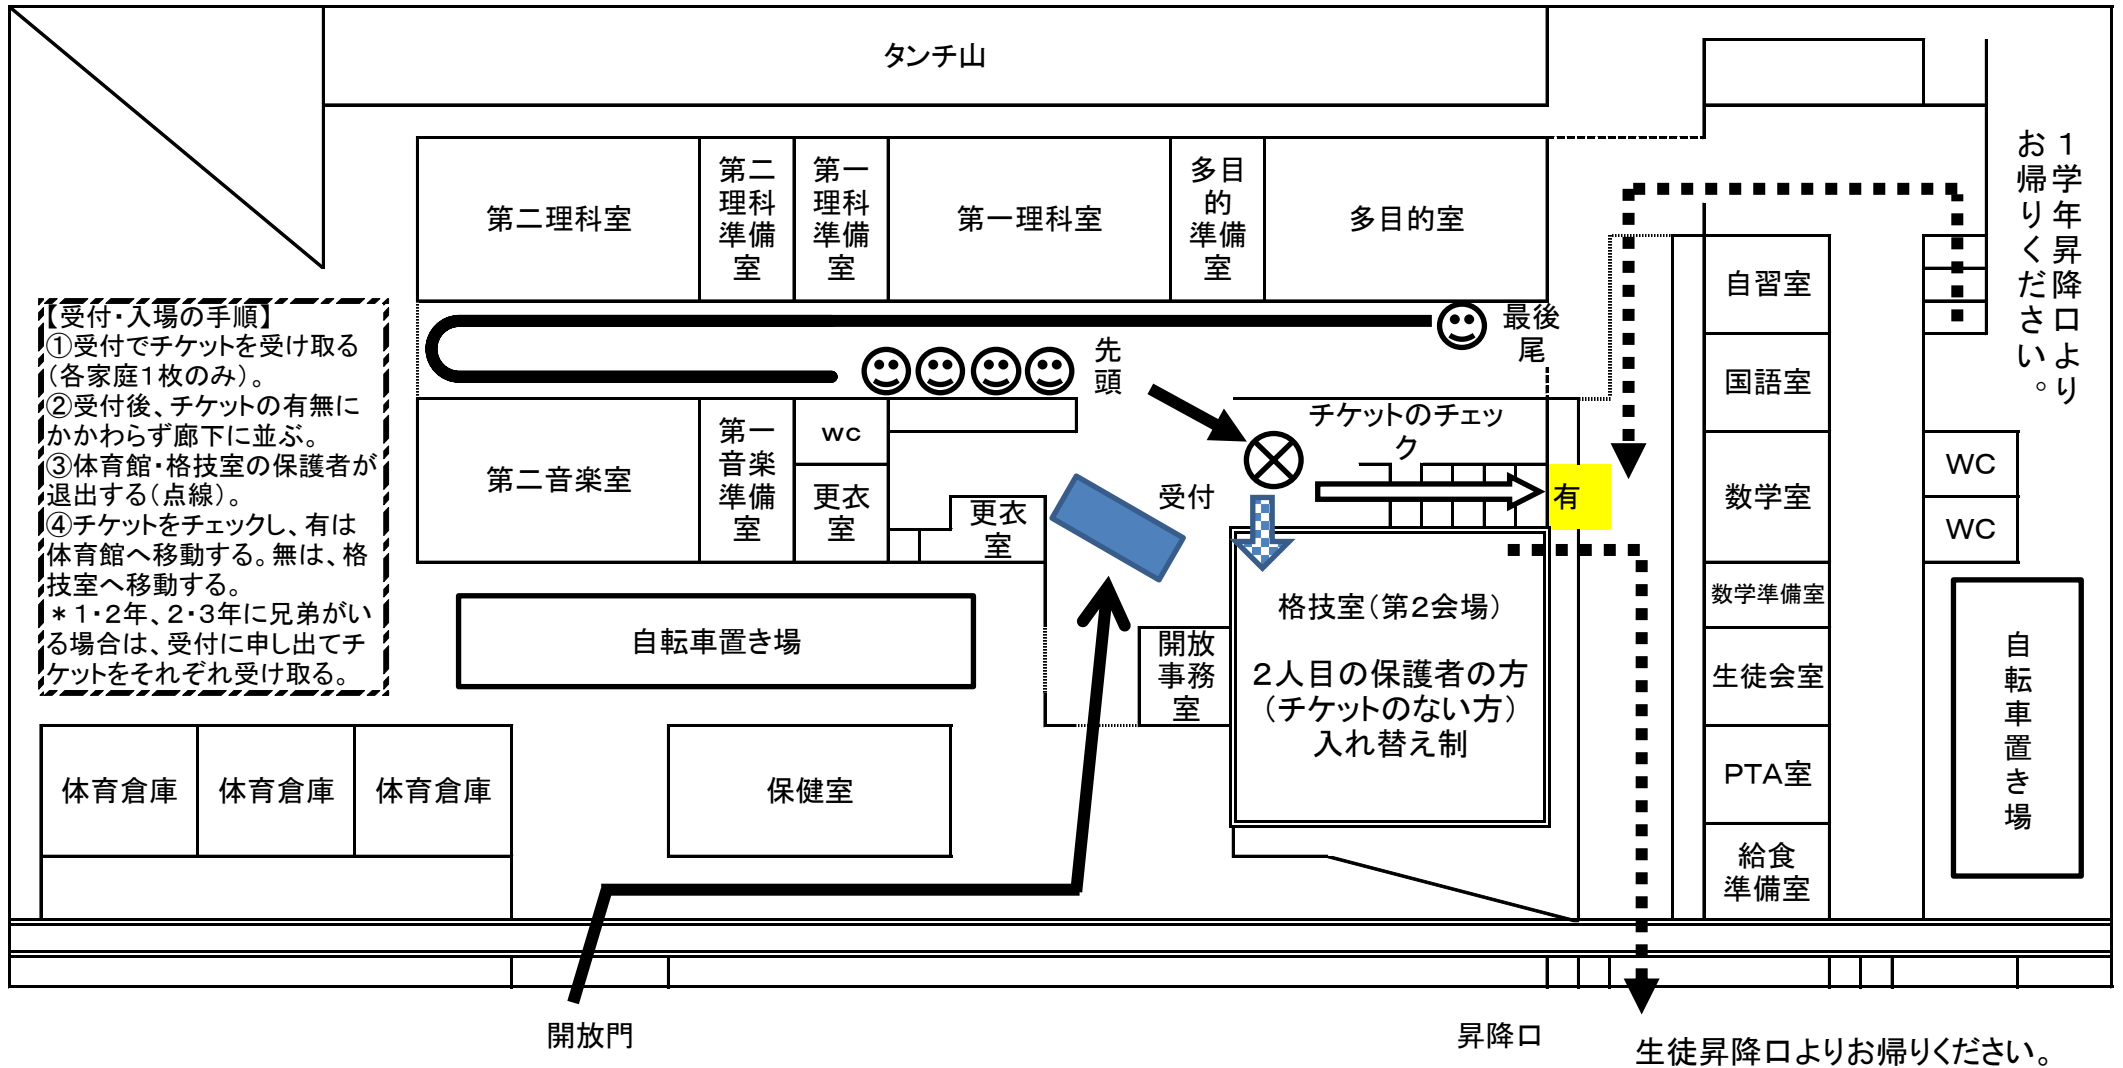 タンチ山
第二理科室
第二
理科
準備
室
第一
理科
準備
室
第一理科室
多目
的
準備
室
多目的室
１学年昇降口より
お帰りください。
自習室
国語室
数学室
数学準備室
生徒会室
PTA室
給食
準備室
WC
WC
自転車置き場
【受付・入場の手順】
①受付でチケットを受け取る
（各家庭１枚のみ）。
②受付後、チケットの有無に
かかわらず廊下に並ぶ。
③体育館・格技室の保護者が
退出する（点線）。
④チケットをチェックし、有は
体育館へ移動する。無は、格
技室へ移動する。
＊１・２年、２・３年に兄弟がい
る場合は、受付に申し出てチ
ケットをそれぞれ受け取る。
最後
尾
先
頭
チケットのチェッ
ク
有
受付
第二音楽室
第一
音楽
準備
室
ｗｃ
更衣
室
更衣
室
自転車置き場
開放
事務
室
格技室（第２会場）
２人目の保護者の方
（チケットのない方）
入れ替え制
体育倉庫
体育倉庫
体育倉庫
保健室
開放門
昇降口
生徒昇降口よりお帰りください。